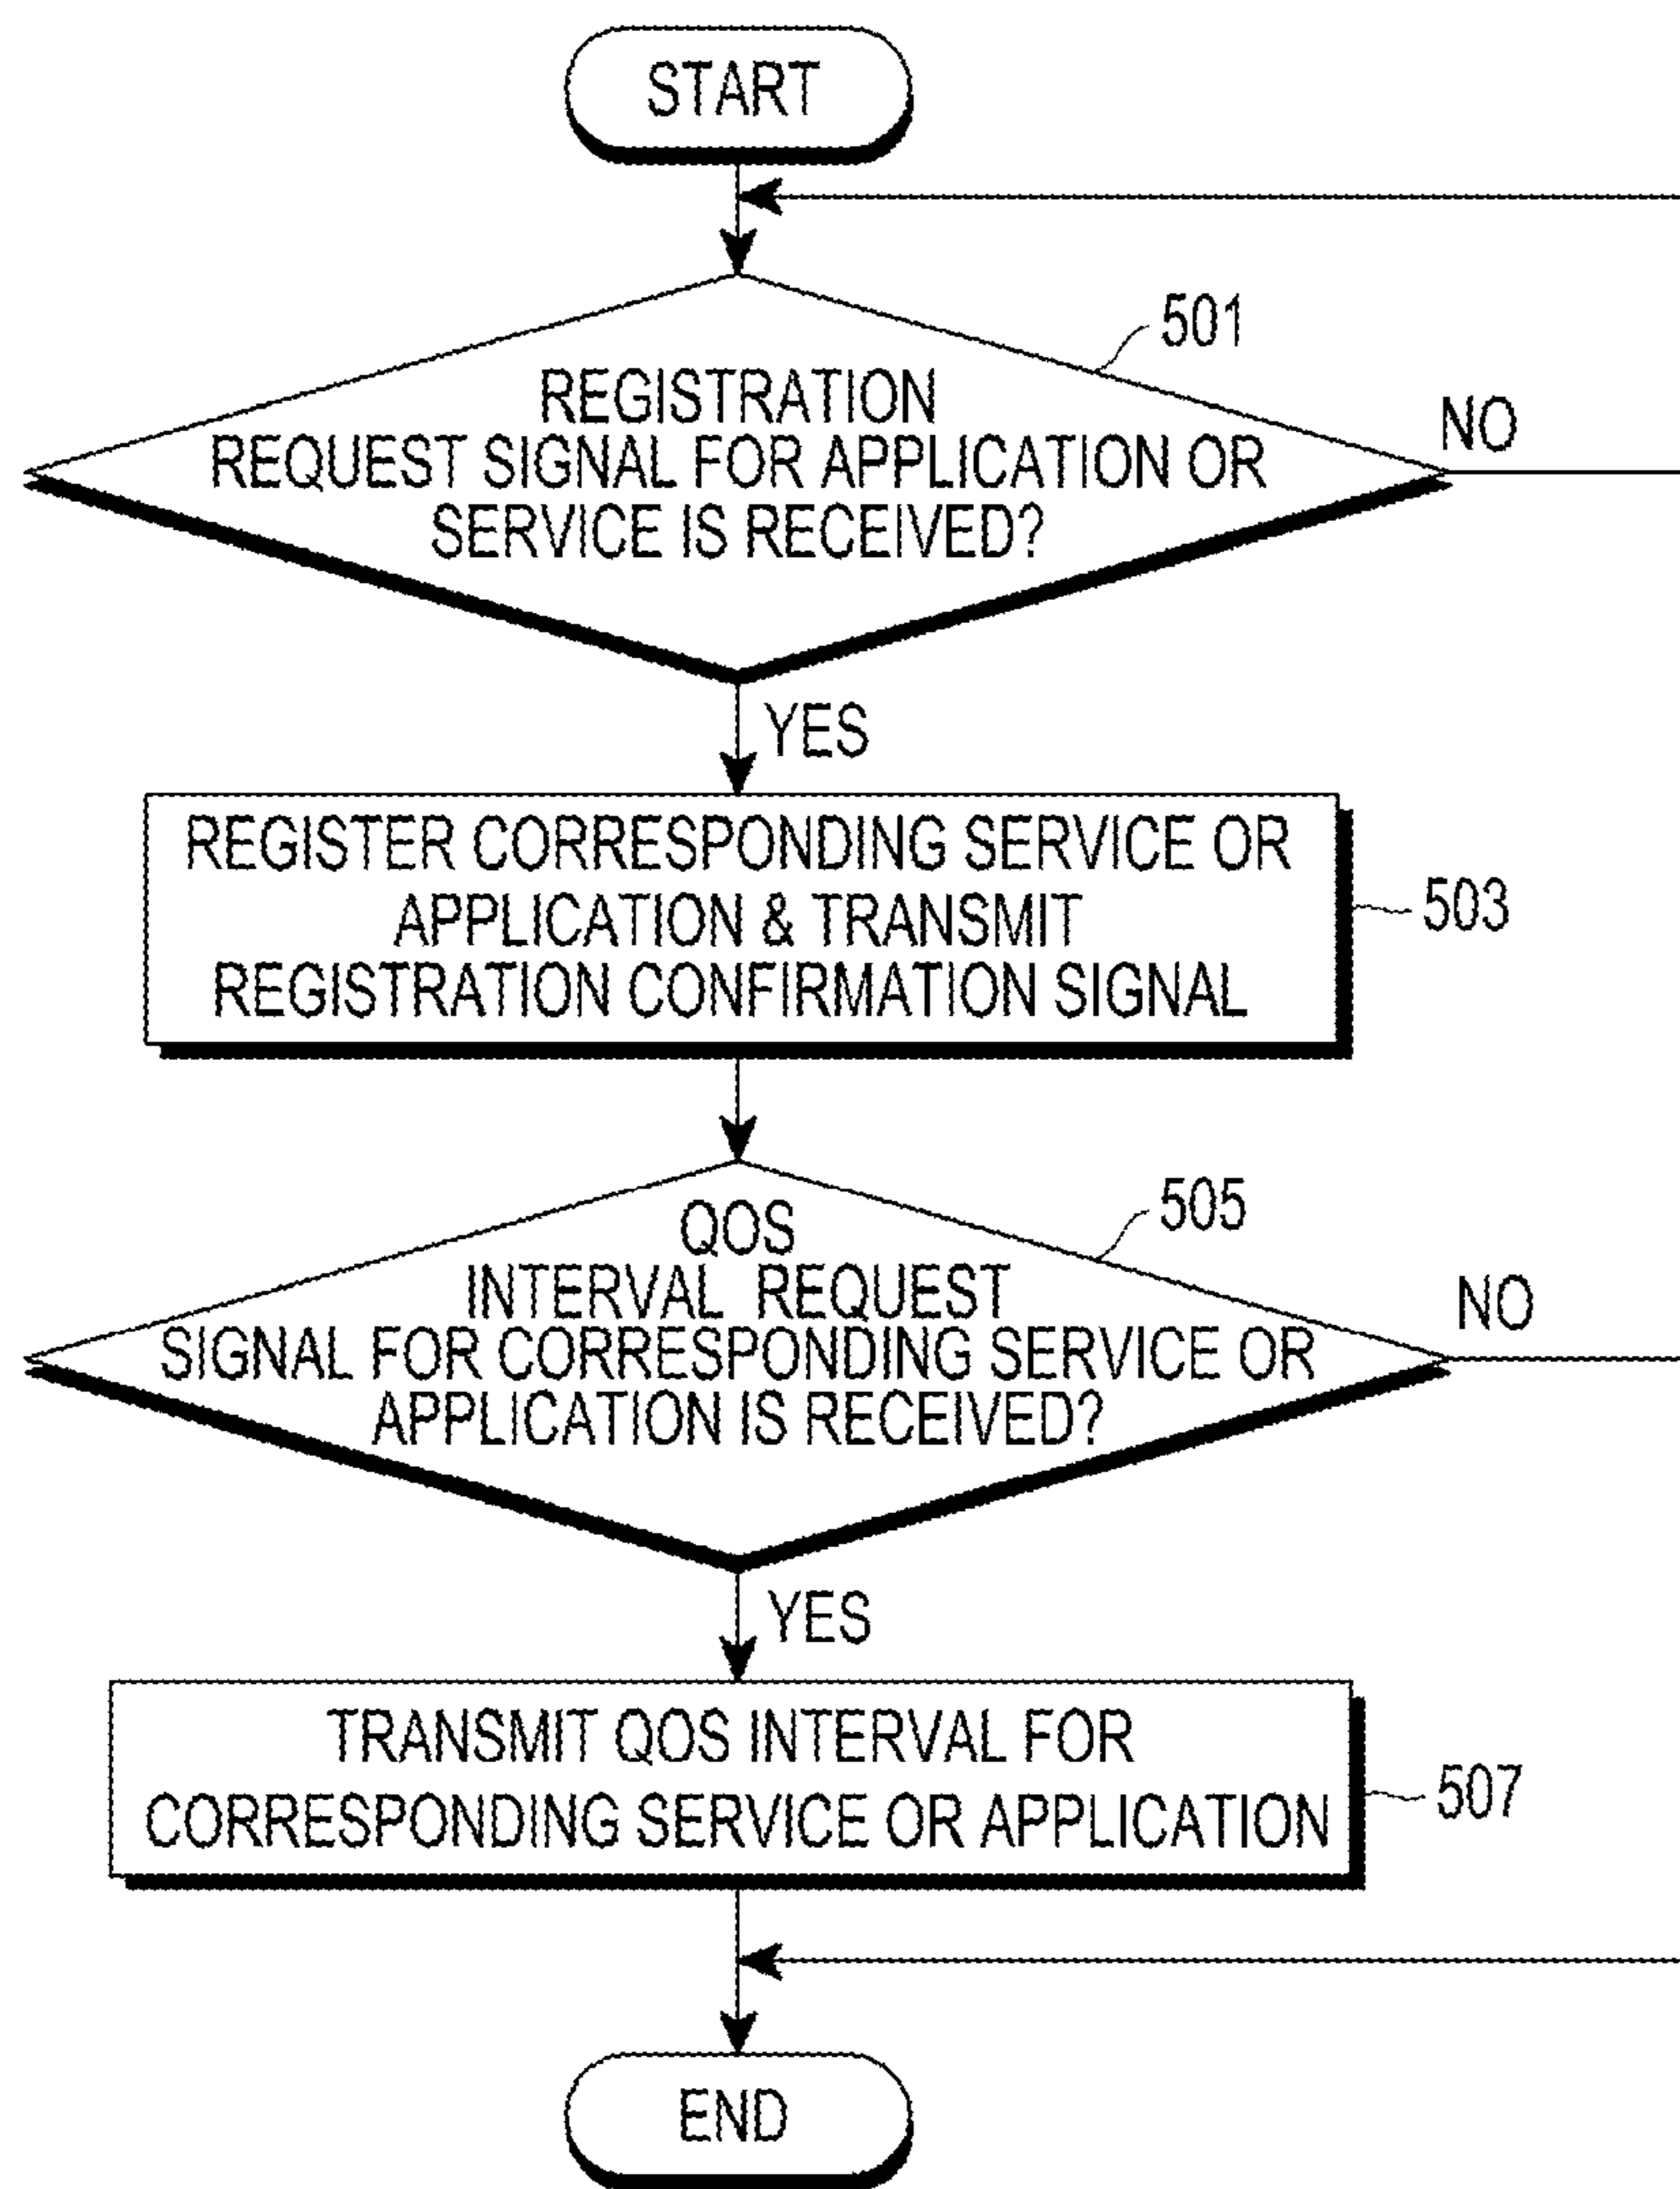 START
501
REGISTRATION
REQUEST SIGNAL FOR APPLICATION OR
SERVICE IS RECEIVED?
NO
YES
REGISTER CORRESPONDING SERVICE OR
APPLICATION & TRANSMIT
REGISTRATION CONFIRMATION SIGNAL
503
505
QOS
INTERVAL REQUEST
SIGNAL FOR CORRESPONDING SERVICE OR
APPLICATION IS RECEIVED?
NO
YES
TRANSMIT QOS INTERVAL FOR
CORRESPONDING SERVICE OR APPLICATION
507
END